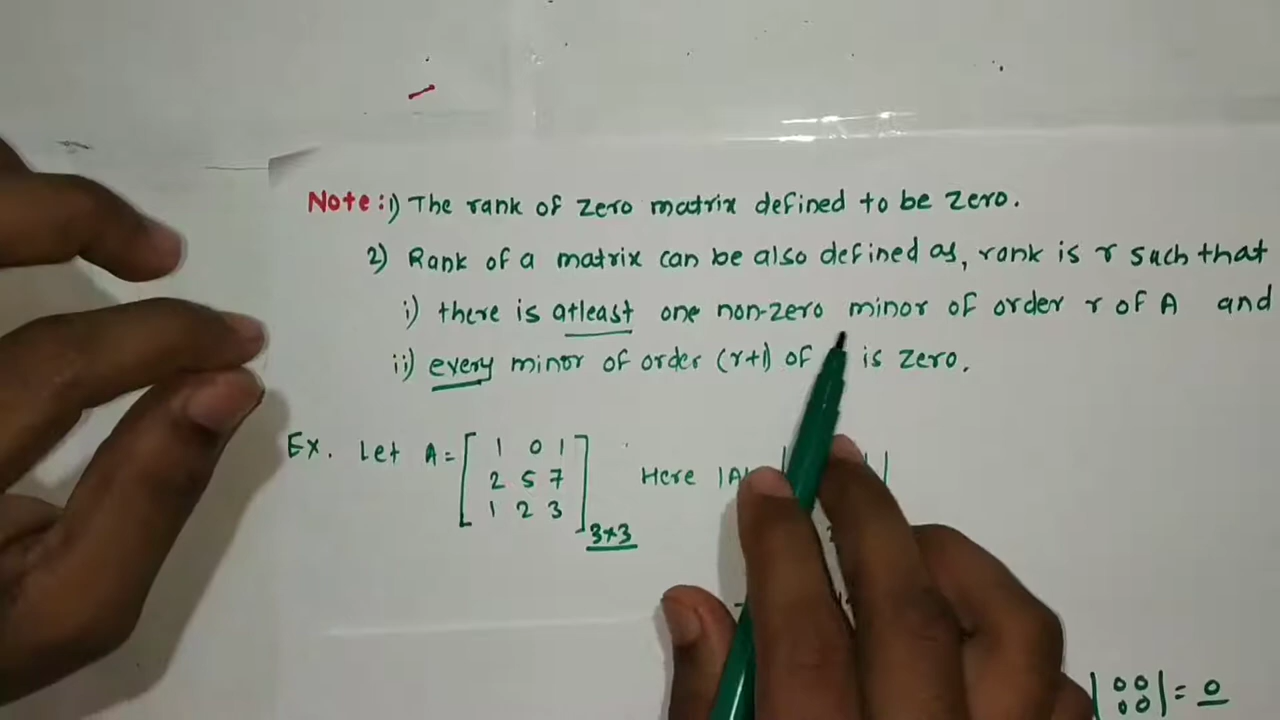 Note: 1) The rank of zero matrix defined to be zero.
2) Rank of a matrix can be also defined as, rank is r such that
i) there is atleast one non-zero minor of order r of A and
ii) every minor of order (r+1) of is zero.
Ex. Let A = [ 1 0 1 Here |A|
2 5 7
1 2 3 ] 3×3
| 0 0 | = 0
0 0